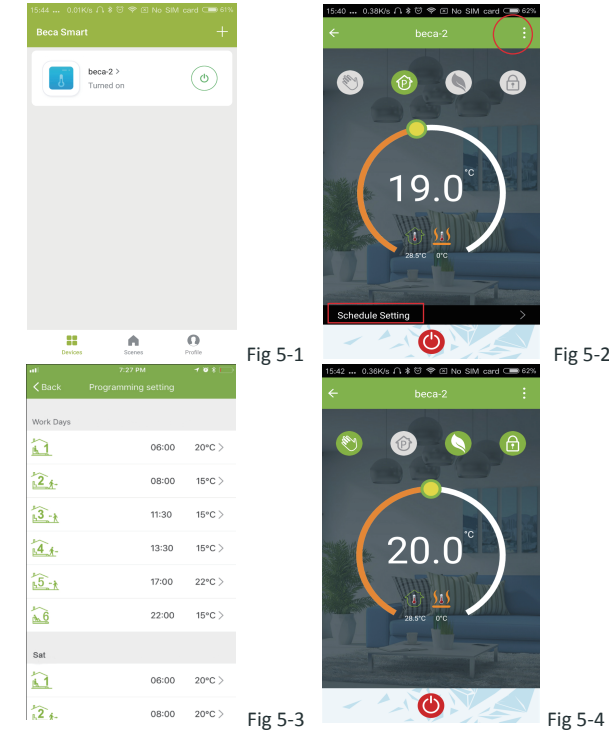 15:44 ... 0.01K/s No SIM card 61%
Beca Smart
beca-2 >
Turned on
Devices
Scenes
Profile
Fig 5-1
15:40 ... 0.38K/s No SIM card 62%
beca-2
P
19.0 °C
28.5°C 0°C
Schedule Setting
Fig 5-2
7:27 PM
Back Programming setting
Work Days
1 06:00 20°C
2 08:00 15°C
3 11:30 15°C
4 13:30 15°C
5 17:00 22°C
6 22:00 15°C
Sat
1 06:00 20°C
2 08:00 20°C
Fig 5-3
15:42 ... 0.36K/s No SIM card 62%
beca-2
P
20.0 °C
28.5°C 0°C
Fig 5-4